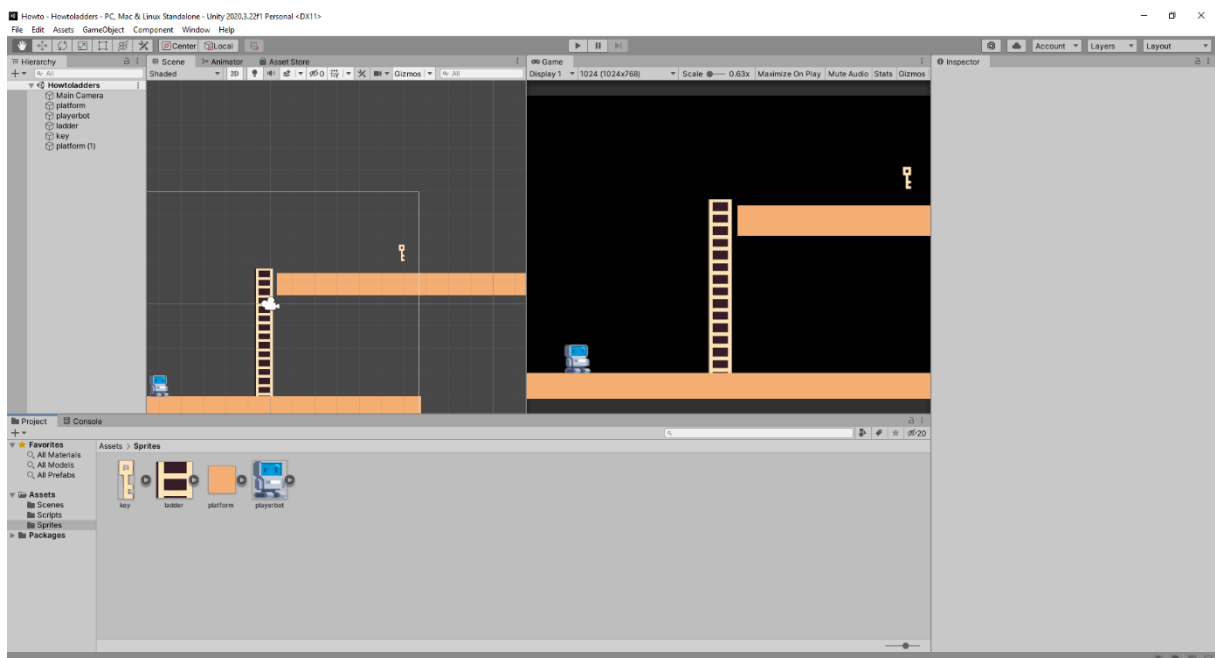 Howto - Howtoladders - PC, Mac & Linux Standalone - Unity 2020.3.22f1 Personal <DX11>
File Edit Assets GameObject Component Window Help
Center Local
Account Layers Layout
Hierarchy
All
Howtoladders
Main Camera
platform
playerbot
ladder
key
platform (1)
Scene Animator Asset Store
Shaded 2D 0 Gizmos All
Game
Display 1 1024 (1024x768) Scale 0.63x Maximize On Play Mute Audio Stats Gizmos
Inspector
Project Console
20
Favorites
All Materials
All Models
All Prefabs
Assets
Scenes
Scripts
Sprites
Packages
Assets > Sprites
key ladder platform playerbot